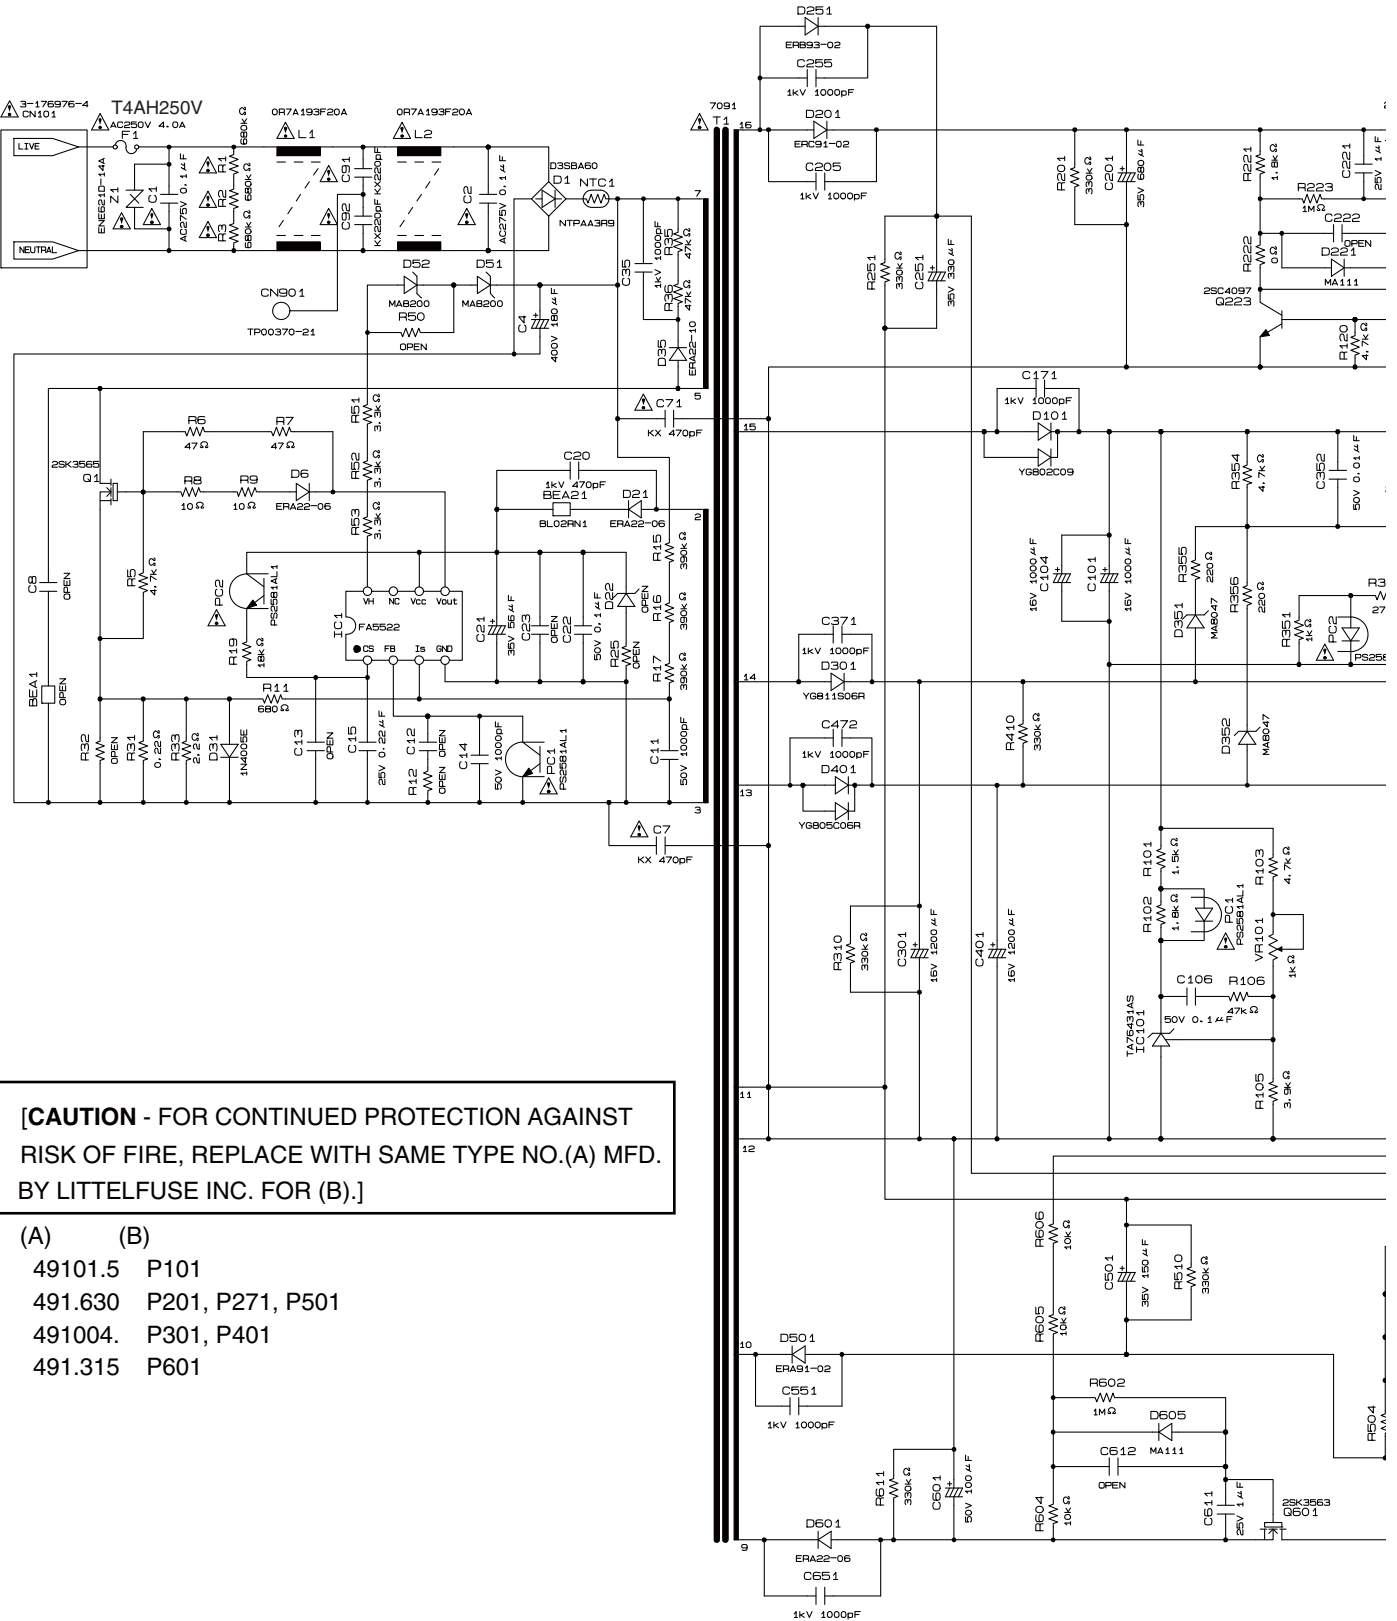 3-176976-4
CN101
T4AH250V
AC250V 4.0A
F1
LIVE
NEUTRAL
Z1
ENE621D-14A
C1
AC275V 0.1μF
680kΩ
R1
R2
680kΩ
R3
680kΩ
0R7A193F20A
L1
C91
KX220pF
C92
KX220pF
0R7A193F20A
L2
C2
AC275V 0.1μF
D3SBA60
D1
NTC1
NTPAA3R9
CN901
TP00370-21
D52
MA8200
D51
MA8200
R50
OPEN
C4
400V 180μF
C35
1kV 1000pF
R35
47kΩ
R36
47kΩ
D35
ERA22-10
7091
T1
7
5
2
3
C71
KX 470pF
R6
47Ω
R7
47Ω
2SK3565
Q1
R8
10Ω
R9
10Ω
D6
ERA22-06
R51
3.3kΩ
R52
3.3kΩ
R53
3.3kΩ
C20
1kV 470pF
BEA21
BL02RN1
D21
ERA22-06
C8
OPEN
R5
4.7kΩ
PC2
PS2581AL1
R19
18kΩ
VH NC Vcc Vout
IC1
FA5522
CS FB Is GND
C21
35V 56μF
C23
OPEN
C22
50V 0.1μF
D22
OPEN
R25
OPEN
R15
390kΩ
R16
390kΩ
R17
390kΩ
BEA1
OPEN
R11
680Ω
R32
OPEN
R31
0.22Ω
R33
2.2Ω
D31
1N4005E
C13
OPEN
C15
25V 0.22μF
C12
OPEN
R12
OPEN
C14
50V 1000pF
PC1
PS2581AL1
C11
50V 1000pF
C7
KX 470pF
D251
ERB93-02
C255
1kV 1000pF
16
D201
ERC91-02
C205
1kV 1000pF
R201
330kΩ
C201
35V 680μF
R221
1.8kΩ
C221
25V 1μF
R223
1MΩ
C222
OPEN
R222
0Ω
D221
MA111
2SC4097
Q223
R120
4.7kΩ
R251
330kΩ
C251
35V 330μF
C171
1kV 1000pF
D101
YG802C09
15
R354
4.7kΩ
C352
50V 0.01μF
16V 1000μF
C104
C101
16V 1000μF
R355
220Ω
R356
220Ω
D351
MA8047
R351
1kΩ
PC2
PS258
R3
27
C371
1kV 1000pF
D301
YG811S06R
14
C472
1kV 1000pF
D401
YG805C06R
13
R410
330kΩ
D352
MA8047
R101
1.5kΩ
R102
1.8kΩ
PC1
PS2581AL1
R103
4.7kΩ
VR101
1kΩ
R310
330kΩ
C301
16V 1200μF
C401
16V 1200μF
C106
50V 0.1μF
R106
47kΩ
TA76431AS
IC101
R105
3.9kΩ
11
12
[CAUTION - FOR CONTINUED PROTECTION AGAINST
RISK OF FIRE, REPLACE WITH SAME TYPE NO.(A) MFD.
BY LITTELFUSE INC. FOR (B).]
(A) (B)
49101.5 P101
491.630 P201, P271, P501
491004. P301, P401
491.315 P601
R606
10kΩ
R605
10kΩ
C501
35V 150μF
R510
330kΩ
10
D501
ERA91-02
C551
1kV 1000pF
R602
1MΩ
D605
MA111
C612
OPEN
R504
R611
330kΩ
C601
50V 100μF
R604
10kΩ
C611
25V 1μF
2SK3563
Q601
9
D601
ERA22-06
C651
1kV 1000pF